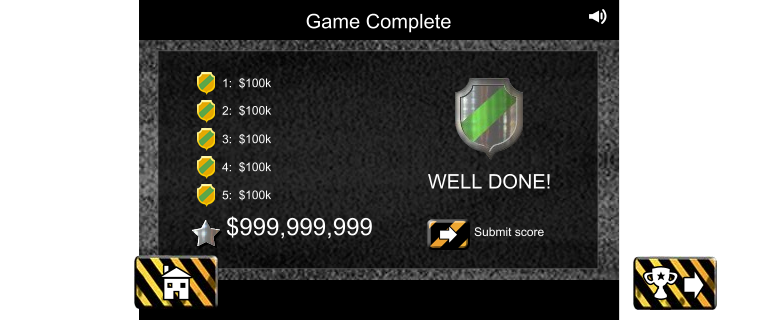 Game Complete
1: $100k
2: $100k
3: $100k
4: $100k
5: $100k
WELL DONE!
$999,999,999
Submit score